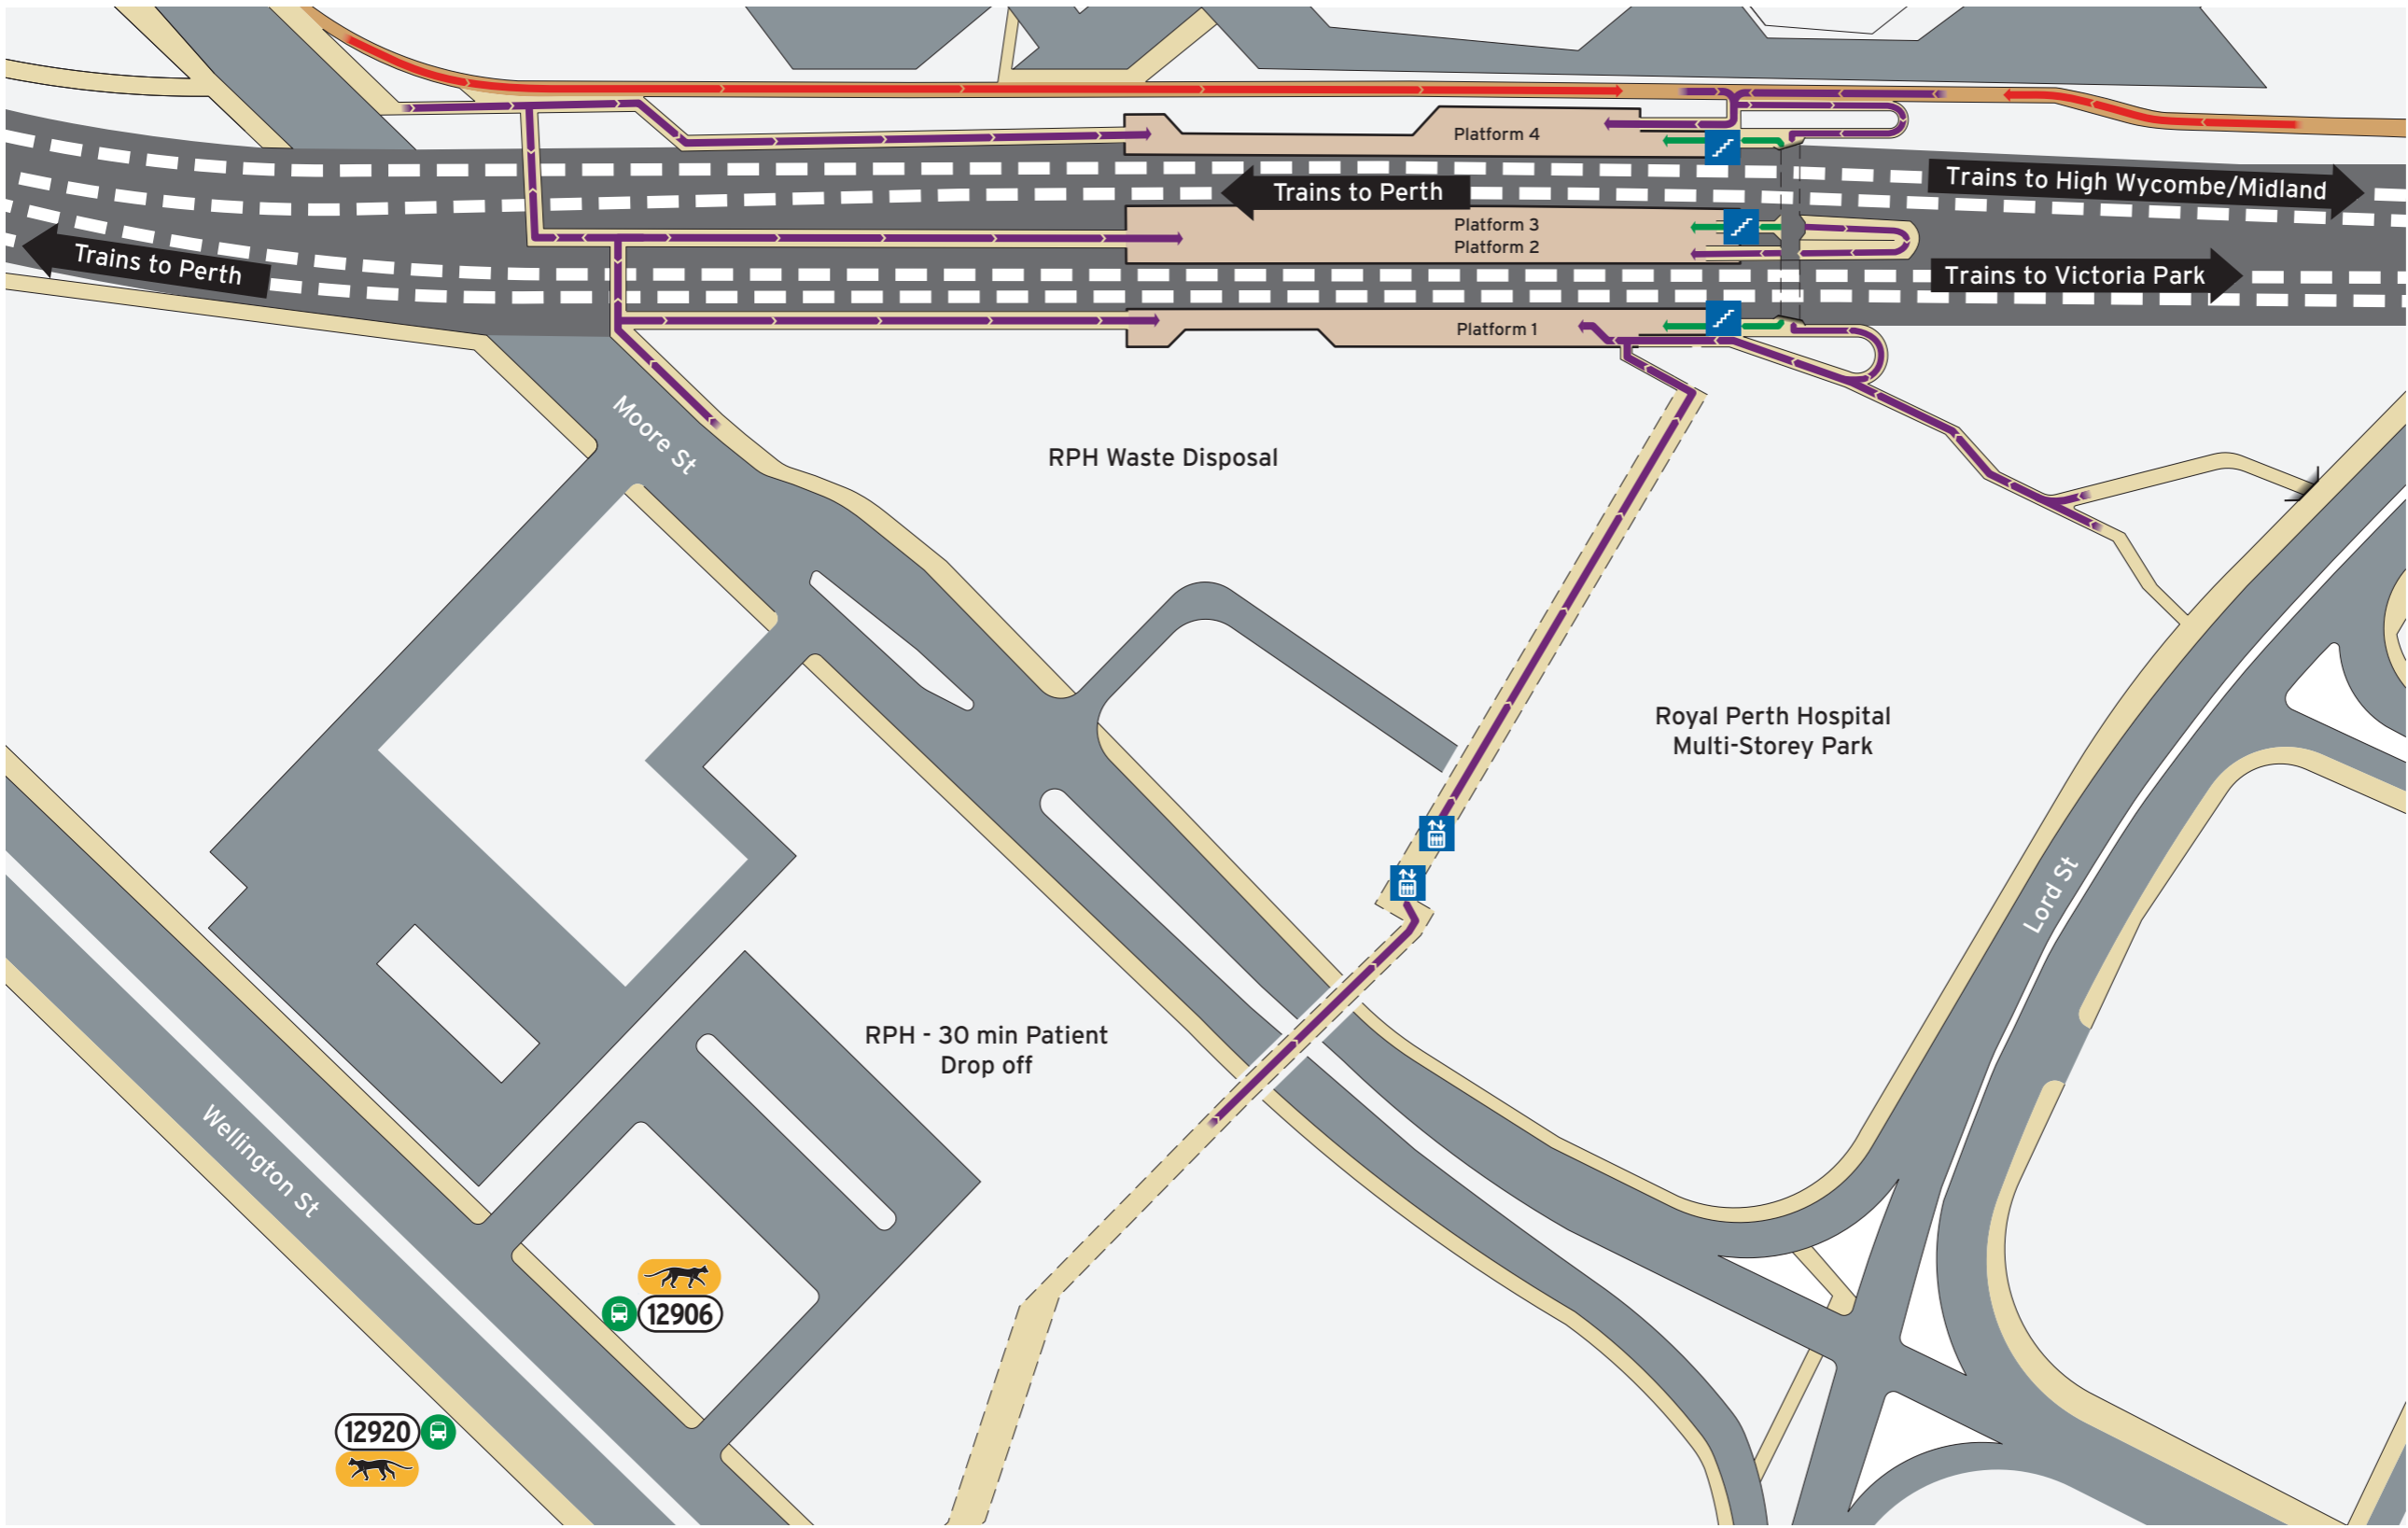 Platform 4
Trains to Perth
Trains to High Wycombe/Midland
Platform 3
Platform 2
Trains to Perth
Trains to Victoria Park
Platform 1
Moore St
RPH Waste Disposal
Royal Perth Hospital
Multi-Storey Park
Lord St
RPH - 30 min Patient
Drop off
Wellington St
12906
12920